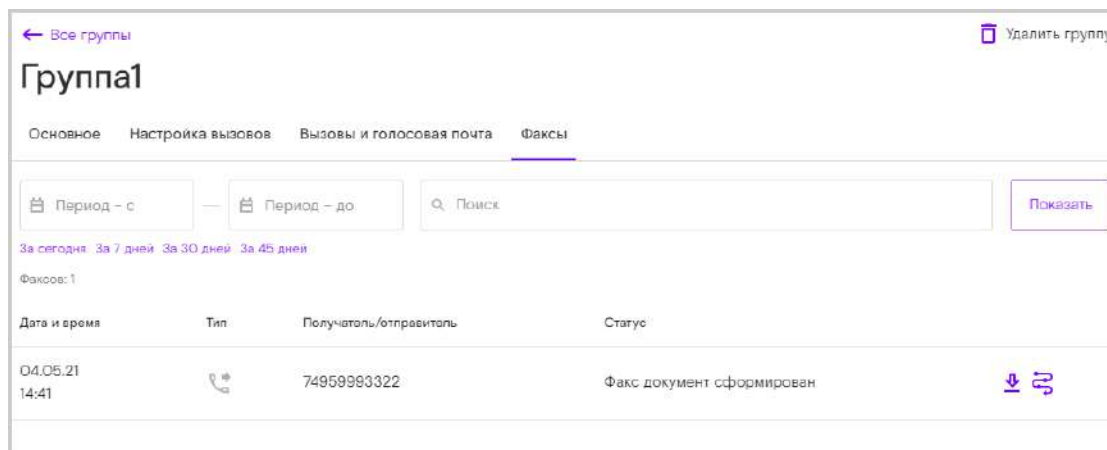 Все группы
Удалить группу
Группа1
Основное Настройка вызовов Вызовы и голосовая почта Факсы
Период – с — Период – до Поиск Показать
За сегодня За 7 дней За 30 дней За 45 дней
Факсов: 1
Дата и время Тип Получатель/отправитель Статус
04.05.21
14:41
74959993322 Факс документ сформирован